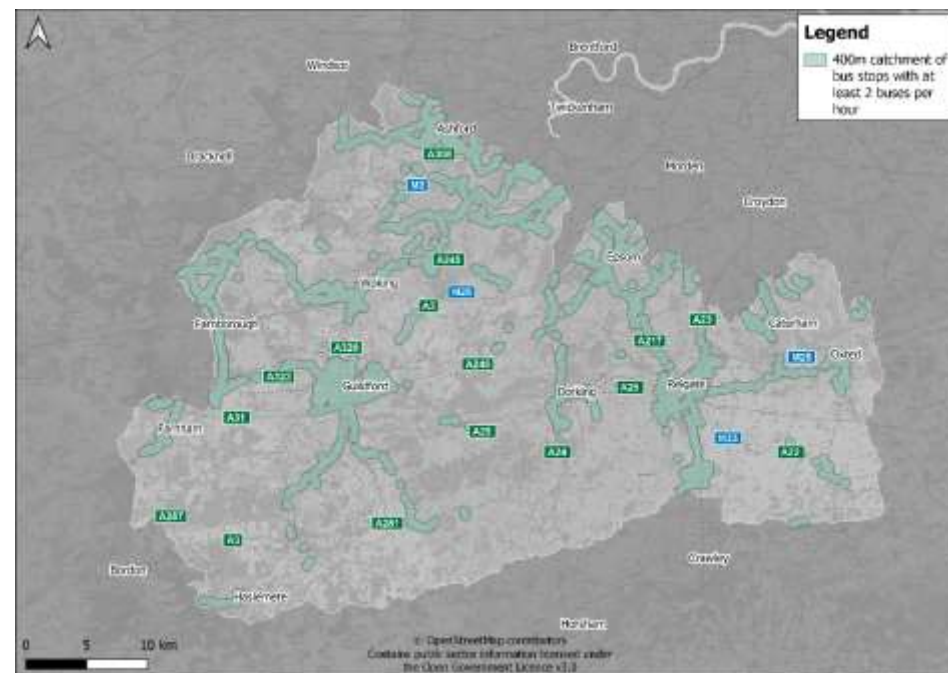 Legend
400m catchment of
bus stops with at
least 2 buses per
hour
Brentford
Windsor
Twickenham
Ashford
A308
Bracknell
Morden
M3
Croydon
Epsom
A245
Woking
M25
A3
A23
Farnborough
Caterham
A217
A320
M25
Oxted
A323
Guildford
Dorking
A25
Reigate
A31
Farnham
A25
M23
A24
A22
A287
A281
A3
Bordon
Crawley
Haslemere
Horsham
0 5 10 km
© OpenStreetMap contributors
Contains public sector information licensed under
the Open Government Licence v3.0